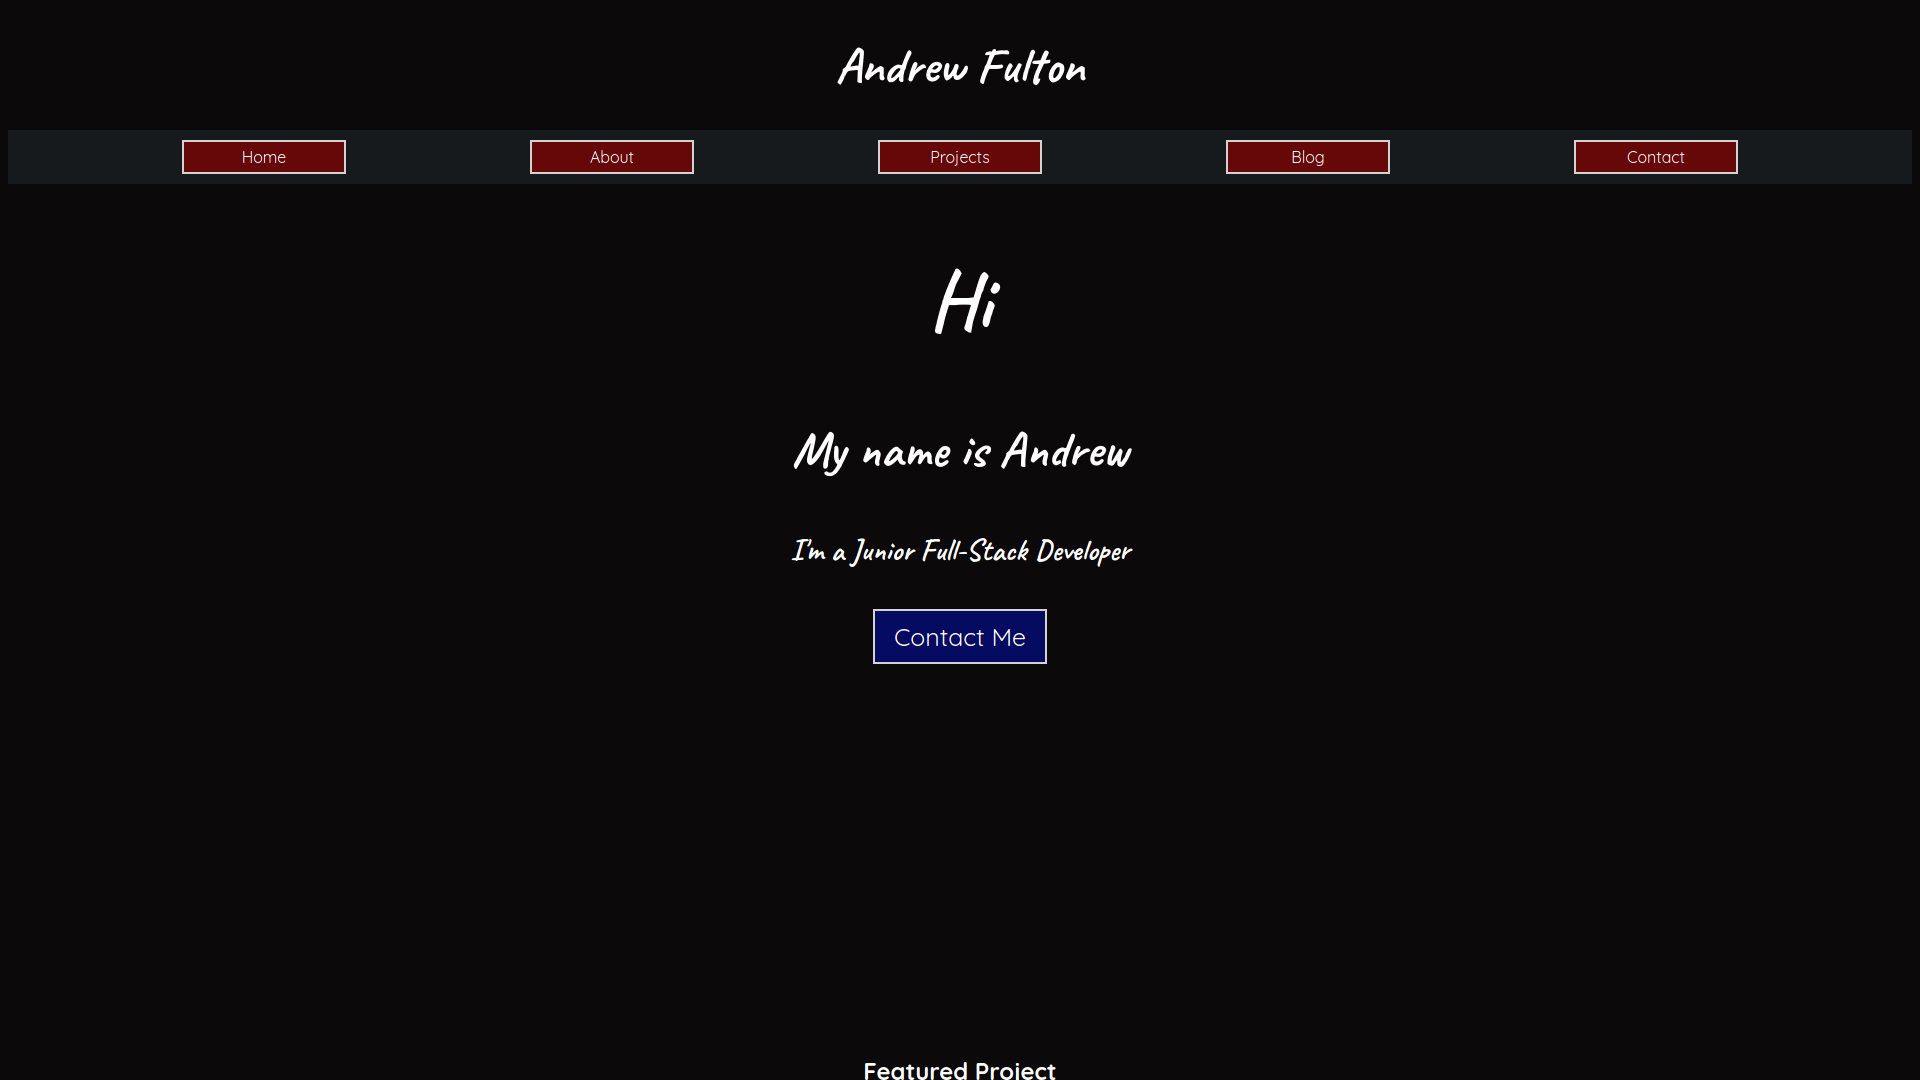 Andrew Fulton
Home About Projects Blog Contact
Hi
My name is Andrew
I'm a Junior Full-Stack Developer
Contact Me
Featured Project